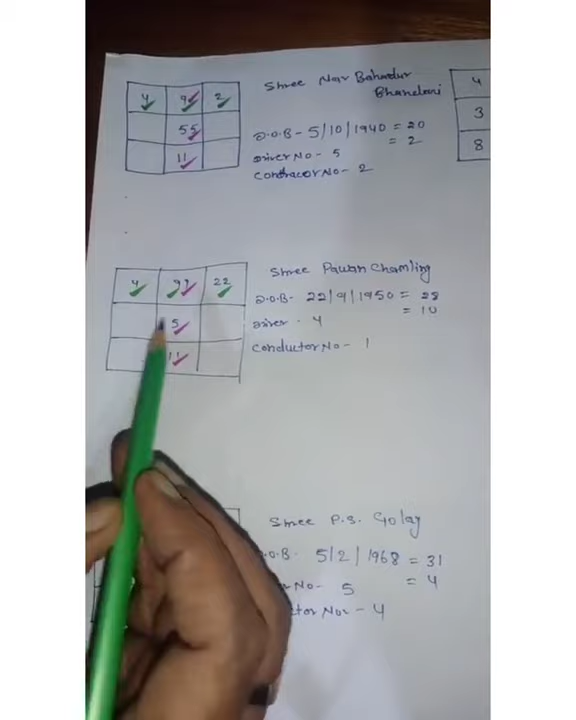 4 | 9 | 2
55
11
Shree Nar Bahadur
Bhandari
D.O.B - 5/10/1940 = 20
= 2
Driver No - 5
Conductor No - 2
4
3
8
4 | 99 | 22
5
11
Shree Pawan Chamling
D.O.B. 22/9/1950 = 28
= 10
Driver - 4
Conductor No - 1
Shree P.S. Golay
.O.B. 5/2/1968 = 31
= 4
No - 5
ctor No - 4